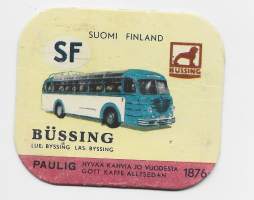 SUOMI FINLAND
SF
BÜSSING
BÜSSING
LUE: BYSSING LÄS: BYSSING
PAULIG HYVÄÄ KAHVIA JO VUODESTA 1876
GOTT KAFFE ALLTSEDAN